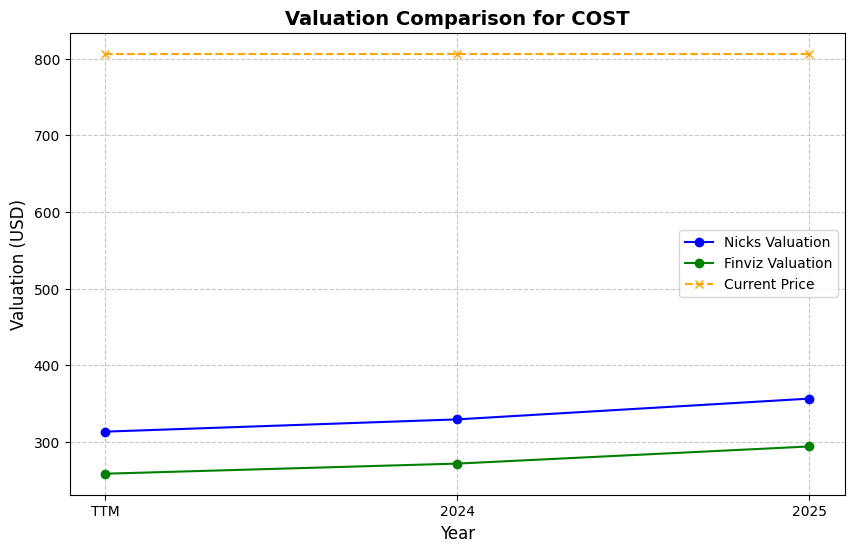 Valuation Comparison for COST
800
700
600
500
400
300
Valuation (USD)
Nicks Valuation
Finviz Valuation
Current Price
TTM
2024
2025
Year